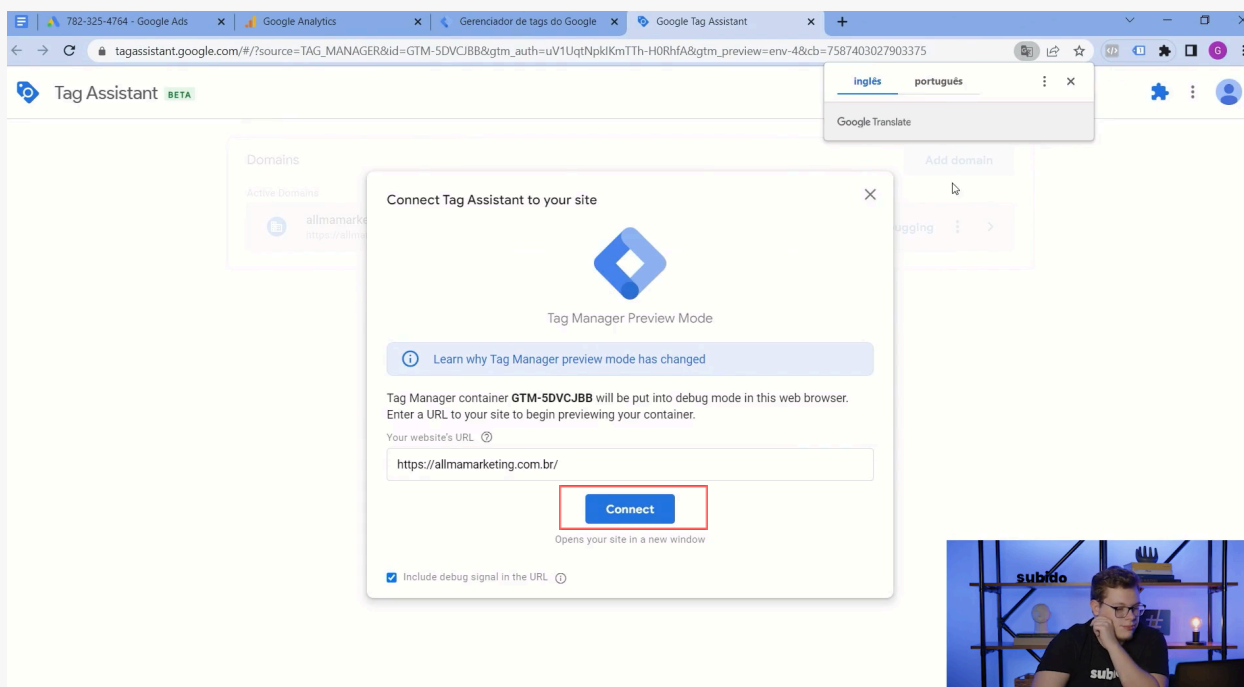 782-325-4764 - Google Ads
Google Analytics
Gerenciador de tags do Google
Google Tag Assistant
tagassistant.google.com/#/?source=TAG_MANAGER&id=GTM-5DVCJBB&gtm_auth=uV1UqtNpkIKmTTh-H0RhfA&gtm_preview=env-4&cb=7587403027903375
G
Tag Assistant BETA
inglês português
Google Translate
Domains
Add domain
Active Domains
allmamarke
Connect Tag Assistant to your site
Tag Manager Preview Mode
Learn why Tag Manager preview mode has changed
Tag Manager container GTM-5DVCJBB will be put into debug mode in this web browser.
Enter a URL to your site to begin previewing your container.
Your website's URL
https://allmamarketing.com.br/
Connect
Opens your site in a new window
Include debug signal in the URL
subido
#